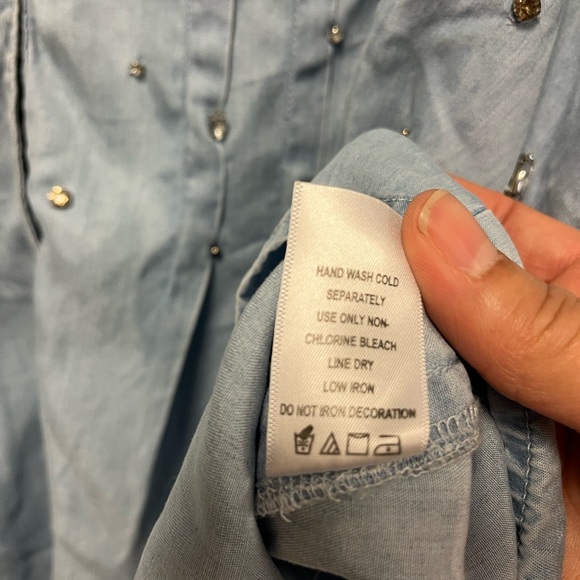 HAND WASH COLD
SEPARATELY
USE ONLY NON-
CHLORINE BLEACH
LINE DRY
LOW IRON
DO NOT IRON DECORATION